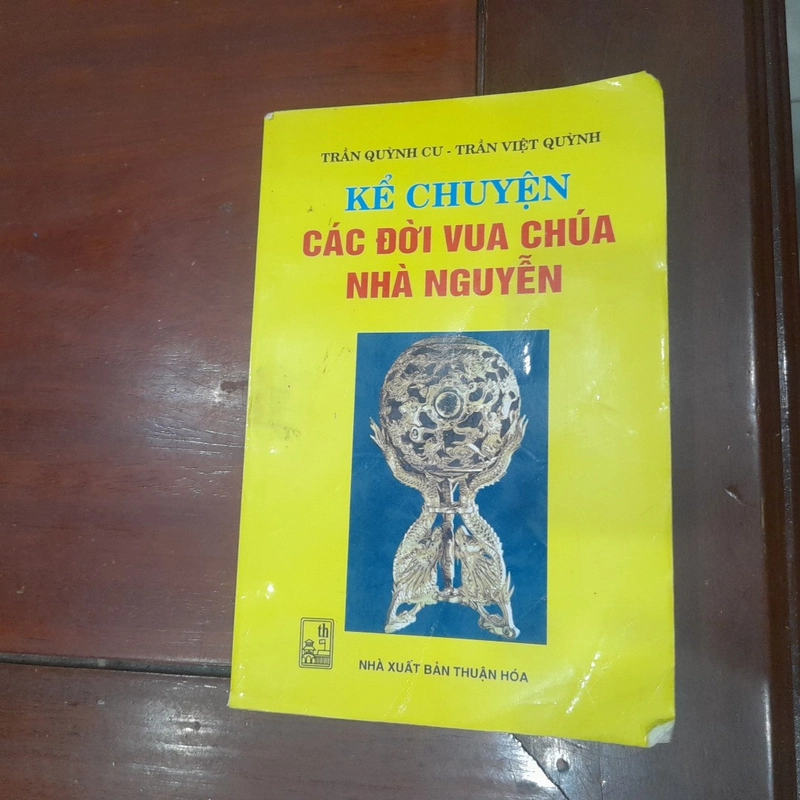 TRẦN QUỲNH CƯ - TRẦN VIỆT QUỲNH
KỂ CHUYỆN
CÁC ĐỜI VUA CHÚA
NHÀ NGUYỄN
th
NHÀ XUẤT BẢN THUẬN HÓA